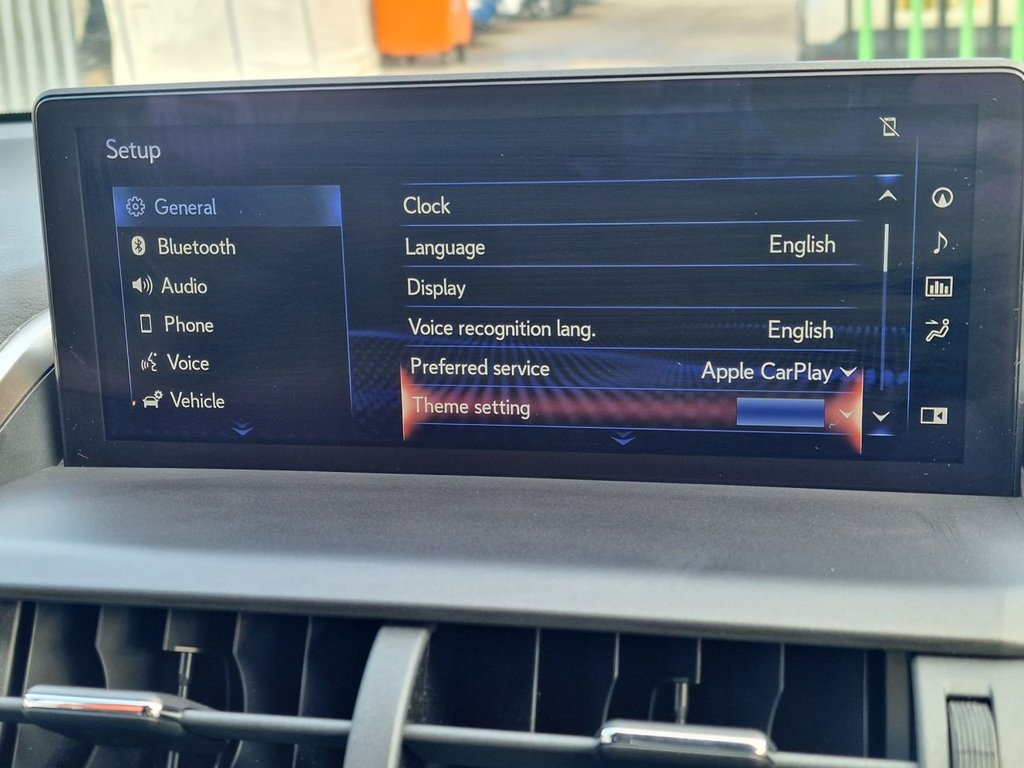 Setup
General
Bluetooth
Audio
Phone
Voice
Vehicle
Clock
Language English
Display
Voice recognition lang. English
Preferred service Apple CarPlay
Theme setting